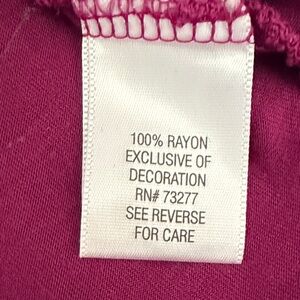 100% RAYON
EXCLUSIVE OF
DECORATION
RN# 73277
SEE REVERSE
FOR CARE